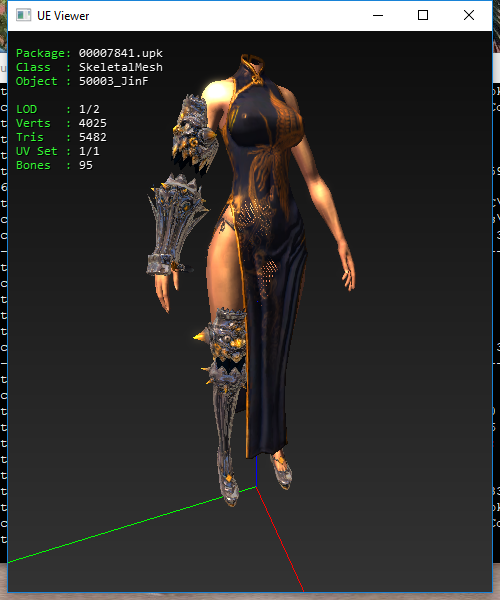 UE Viewer
Package: 00007841.upk
Class  : SkeletalMesh
Object : 50003_JinF
LOD    : 1/2
Verts  : 4025
Tris   : 5482
UV Set : 1/1
Bones  : 95